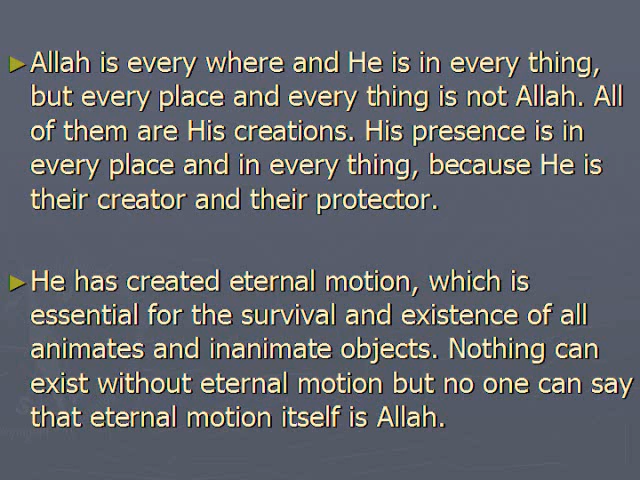 ►Allah is every where and He is in every thing,
but every place and every thing is not Allah. All
of them are His creations. His presence is in
every place and in every thing, because He is
their creator and their protector.
►He has created eternal motion, which is
essential for the survival and existence of all
animates and inanimate objects. Nothing can
exist without eternal motion but no one can say
that eternal motion itself is Allah.